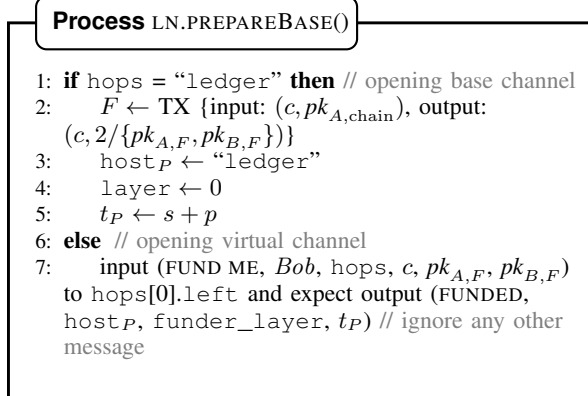 Process LN.PREPAREBASE()
1: if hops = “ledger” then // opening base channel
2: F ← TX {input: (c, pk_{A,chain}), output:
(c, 2/{pk_{A,F}, pk_{B,F}})}
3: host_P ← “ledger”
4: layer ← 0
5: t_P ← s + p
6: else // opening virtual channel
7: input (FUND ME, Bob, hops, c, pk_{A,F}, pk_{B,F})
to hops[0].left and expect output (FUNDED,
host_P, funder_layer, t_P) // ignore any other
message